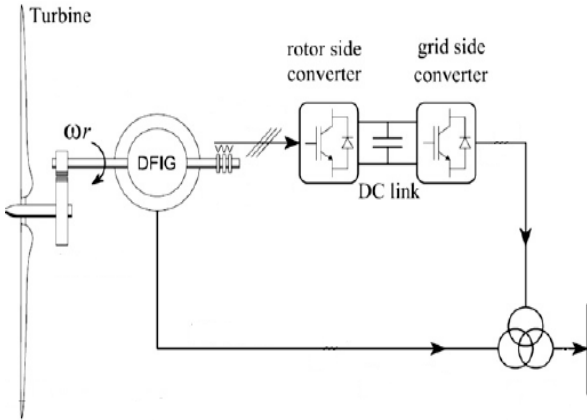 Turbine
rotor side
converter
grid side
converter
ωr
DFIG
DC link